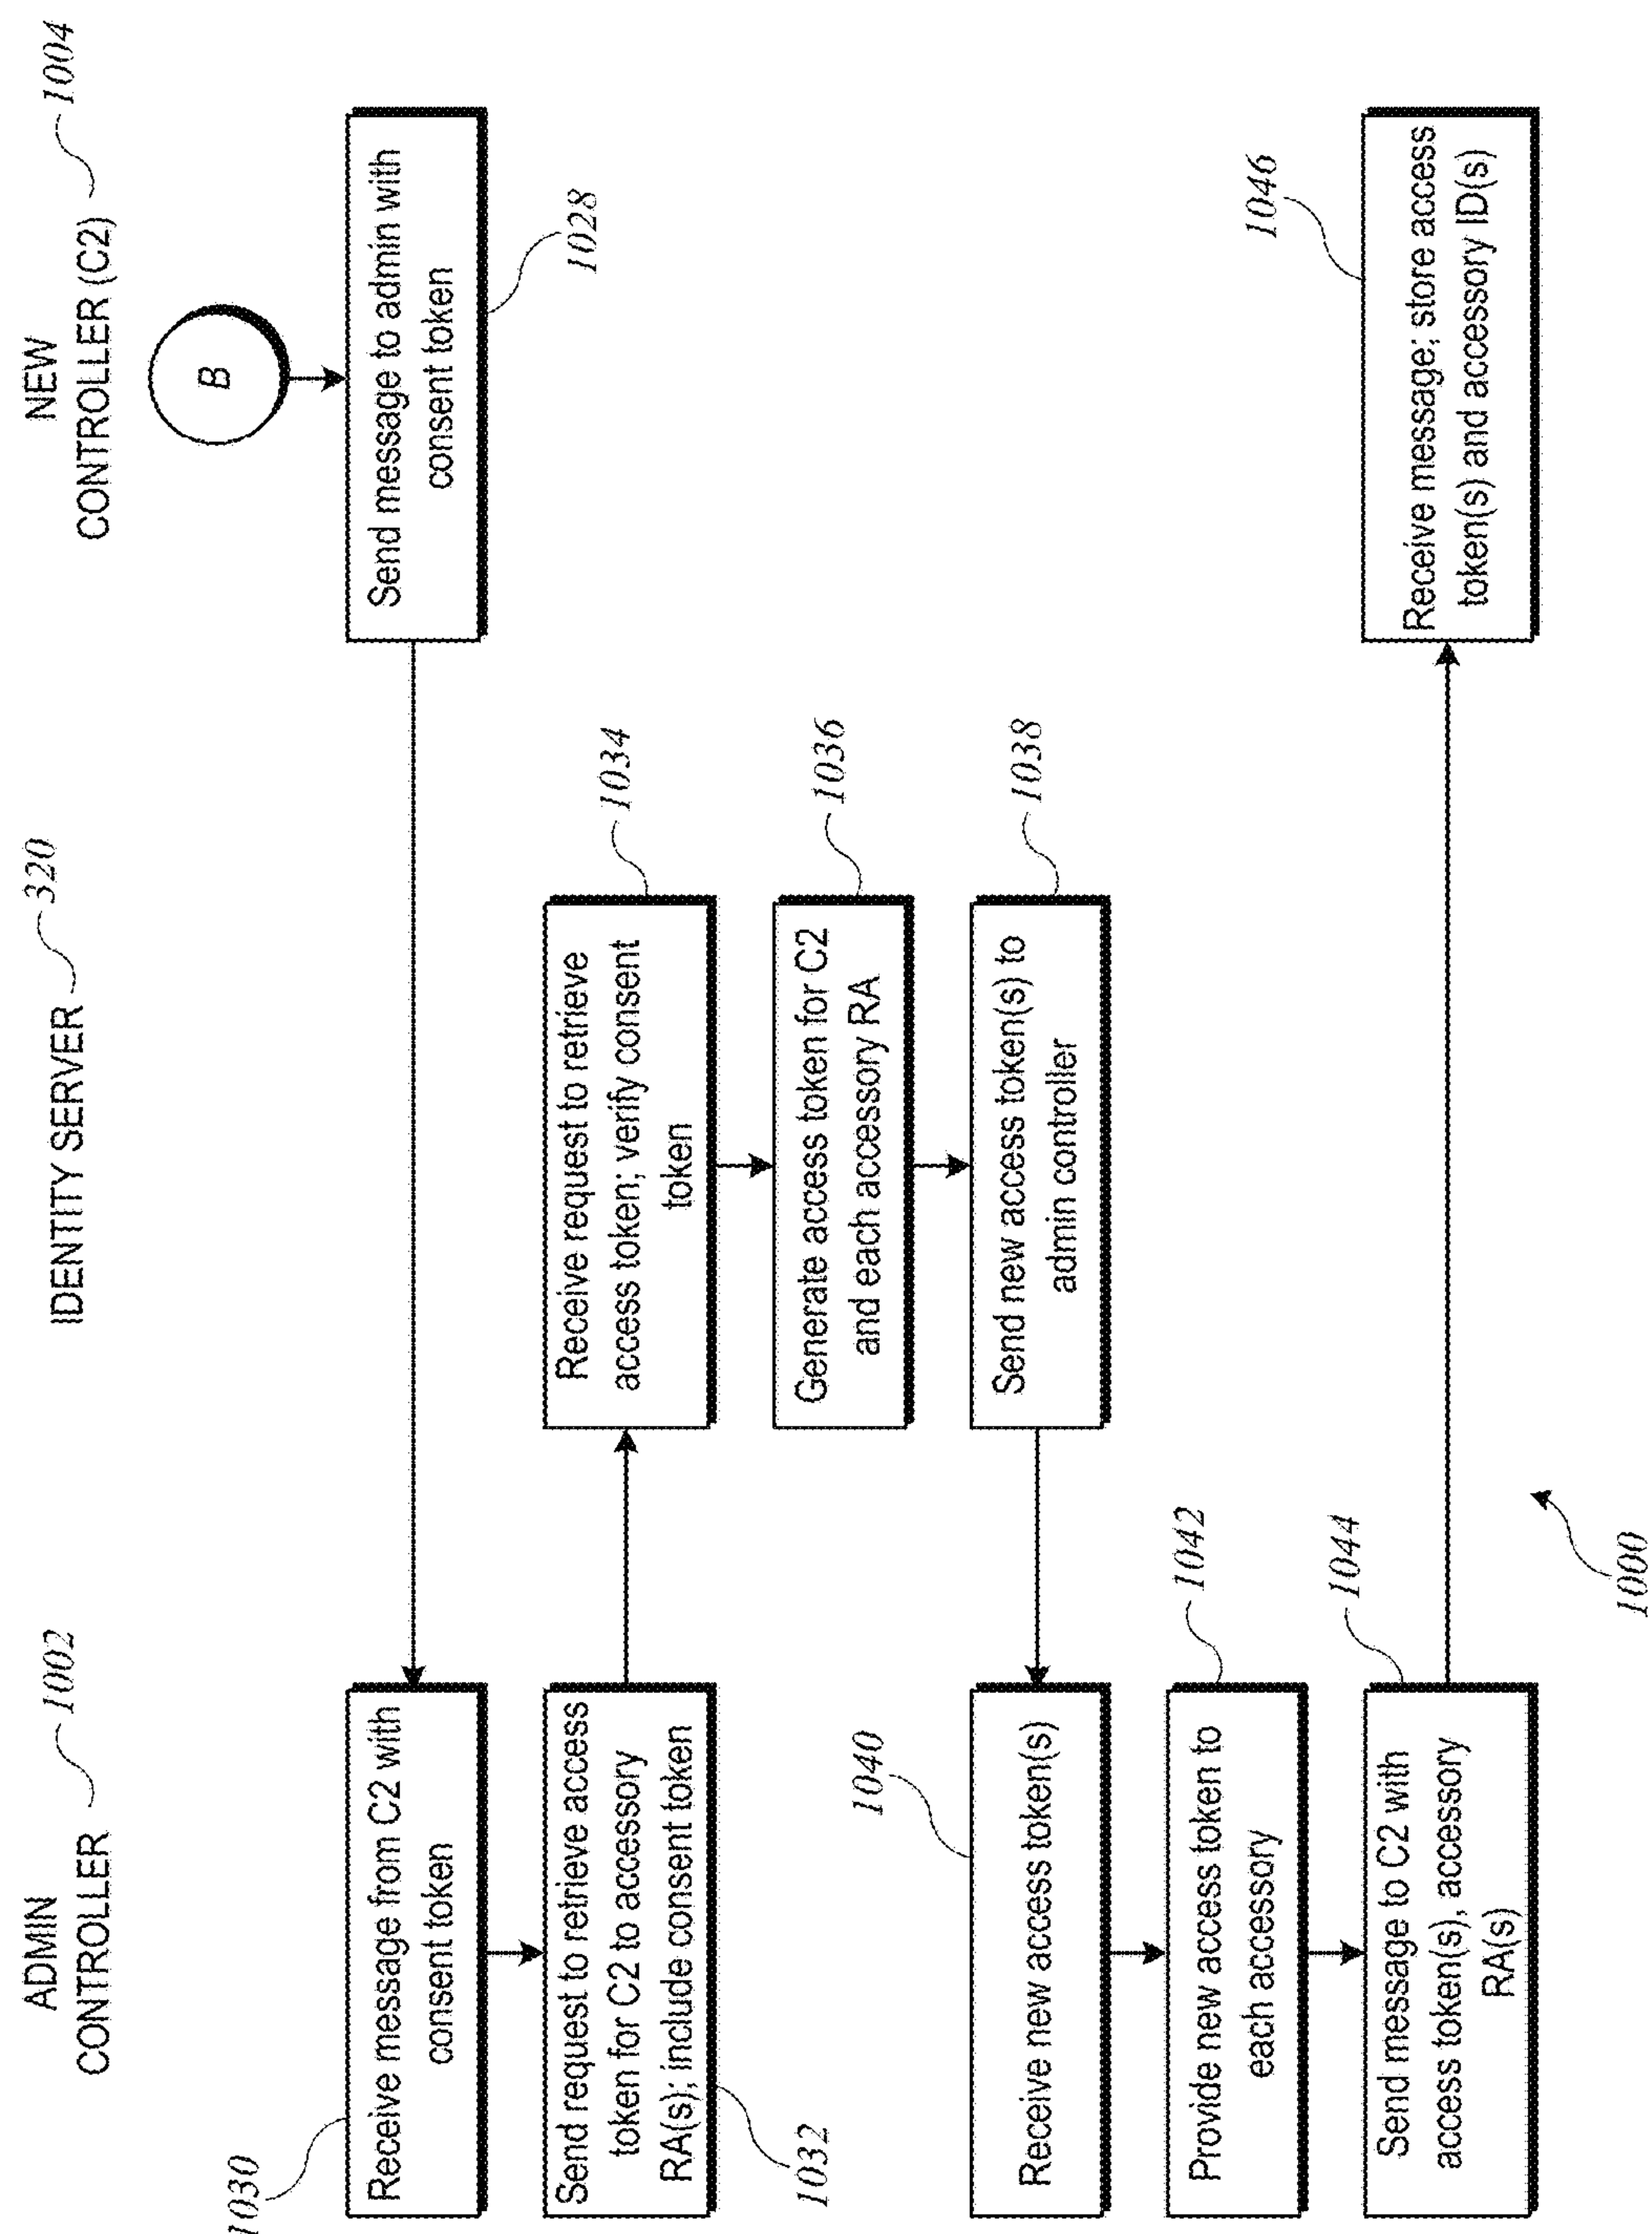 ADMIN
CONTROLLER
1002
IDENTITY SERVER
320
NEW
CONTROLLER (C2)
1004
B
Send message to admin with
consent token
1028
1030
Receive message from C2 with
consent token
Send request to retrieve access
token for C2 to accessory
RA(s); include consent token
1032
Receive request to retrieve
access token; verify consent
token
1034
Generate access token for C2
and each accessory RA
1036
Send new access token(s) to
admin controller
1038
1040
Receive new access token(s)
Provide new access token to
each accessory
1042
Send message to C2 with
access token(s), accessory
RA(s)
1044
Receive message; store access
token(s) and accessory ID(s)
1046
1000